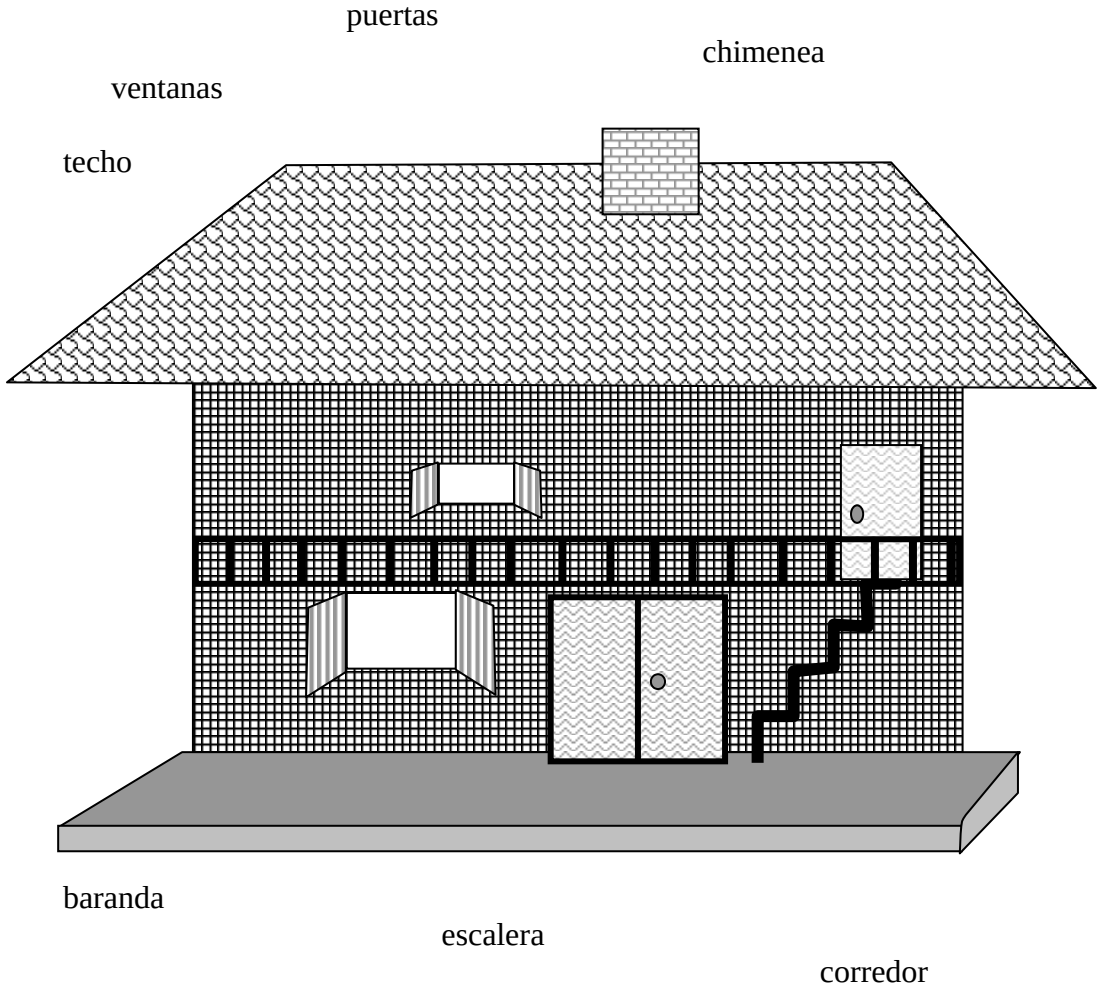 puertas
chimenea
ventanas
techo
baranda
escalera
corredor